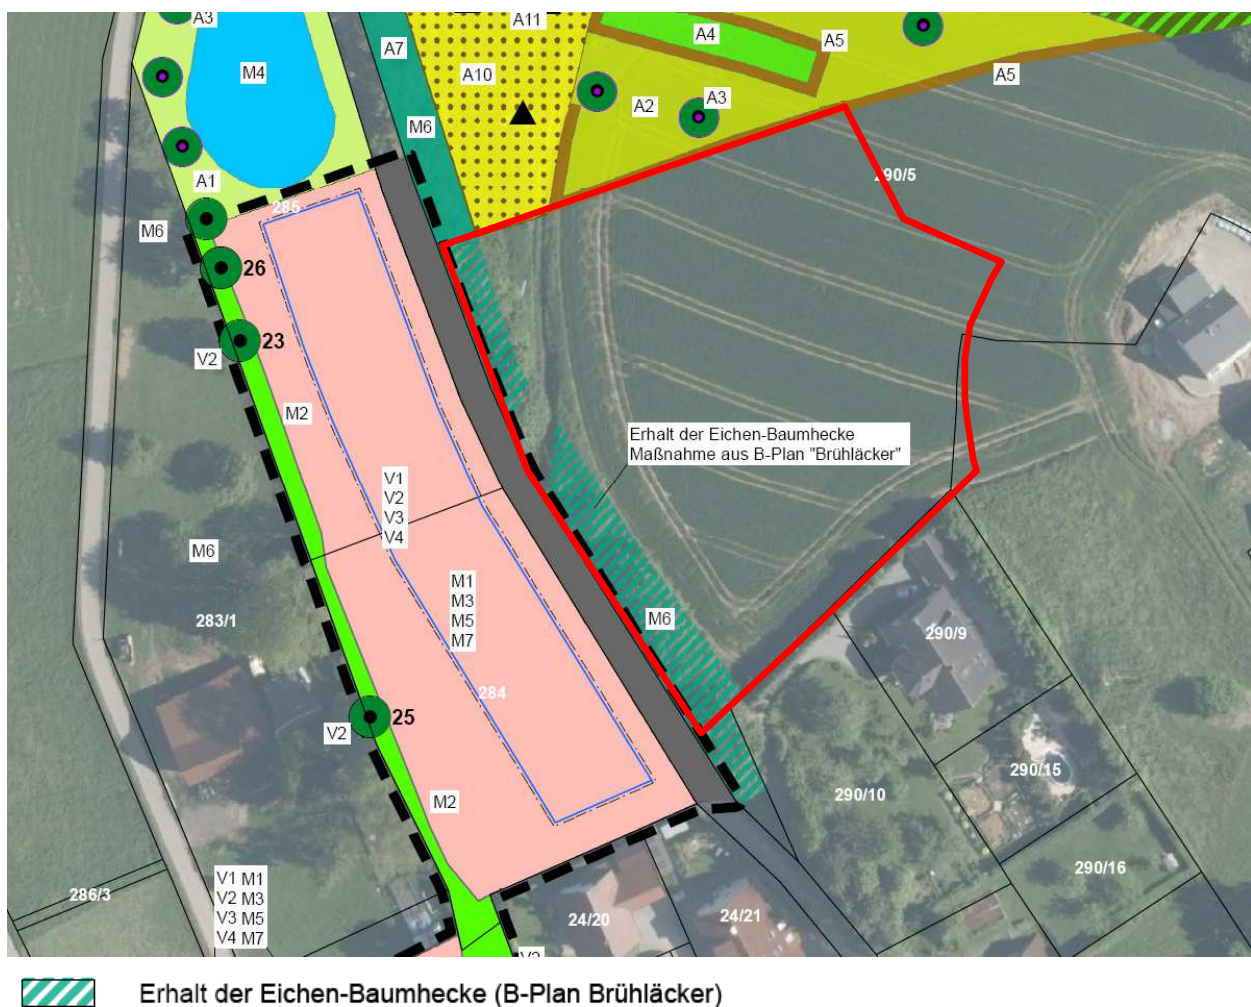 A3
A11
A4
A5
A7
M4
A10
A5
A2
A3
M6
290/5
A1
285
M6
26
23
V2
M2
Erhalt der Eichen-Baumhecke
Maßnahme aus B-Plan "Brühläcker"
V1
V2
V3
V4
M6
M1
M3
M5
M7
283/1
M6
290/9
284
25
V2
290/15
290/10
M2
290/16
286/3
V1 M1
V2 M3
V3 M5
V4 M7
24/20
24/21
V2
Erhalt der Eichen-Baumhecke (B-Plan Brühläcker)